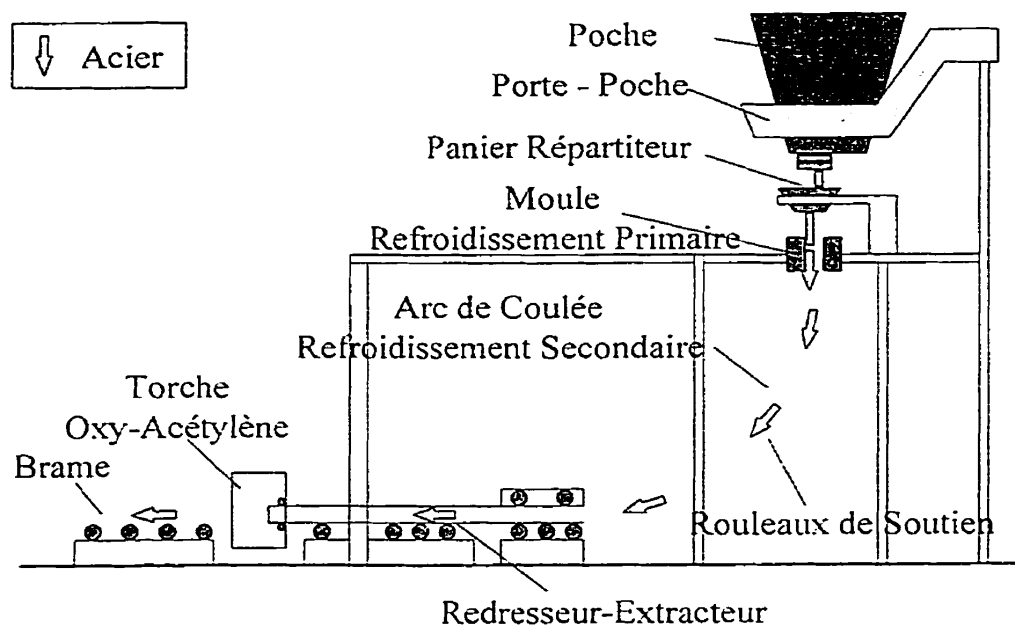 Acier
Poche
Porte - Poche
Panier Répartiteur
Moule
Refroidissement Primaire
Arc de Coulée
Refroidissement Secondaire
Torche
Oxy-Acétylène
Brame
Rouleaux de Soutien
Redresseur-Extracteur